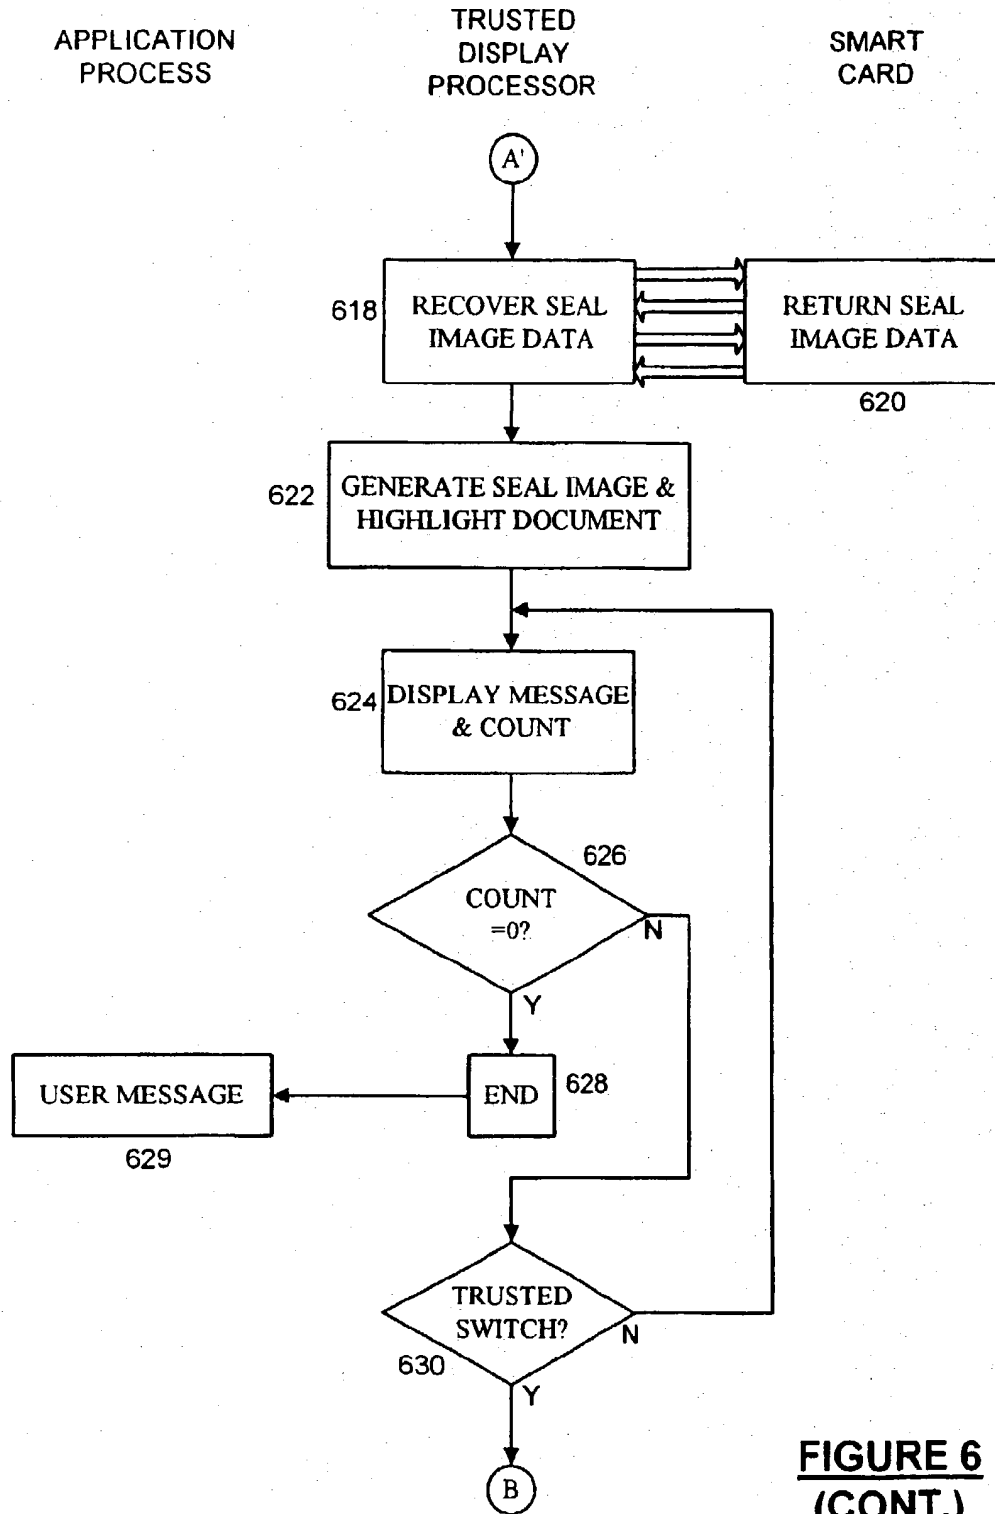 APPLICATION
PROCESS
TRUSTED
DISPLAY
PROCESSOR
SMART
CARD
A'
618
RECOVER SEAL
IMAGE DATA
RETURN SEAL
IMAGE DATA
620
622
GENERATE SEAL IMAGE &
HIGHLIGHT DOCUMENT
624
DISPLAY MESSAGE
& COUNT
626
COUNT
=0?
N
Y
USER MESSAGE
END
628
629
TRUSTED
SWITCH?
N
630
Y
B
FIGURE 6
(CONT.)